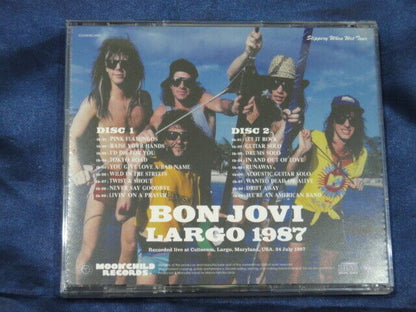 Slippery When Wet Tour
DISC 1
PINK FLAMINGOS
RAISE YOUR HANDS
I'D DIE FOR YOU
TOKYO ROAD
YOU GIVE LOVE A BAD NAME
WILD IN THE STREETS
TWIST & SHOUT
NEVER SAY GOODBYE
LIVIN' ON A PRAYER
DISC 2
LET IT ROCK
GUITAR SOLO
DRUMS SOLO
IN AND OUT OF LOVE
RUNAWAY
ACOUSTIC GUITAR SOLO
WANTED DEAD OR ALIVE
DRIFT AWAY
WE'RE AN AMERICAN BAND
BON JOVI
LARGO 1987
Recorded live at Coliseum, Largo, Maryland, USA. 04 July 1987
MOONCHILD
RECORDS